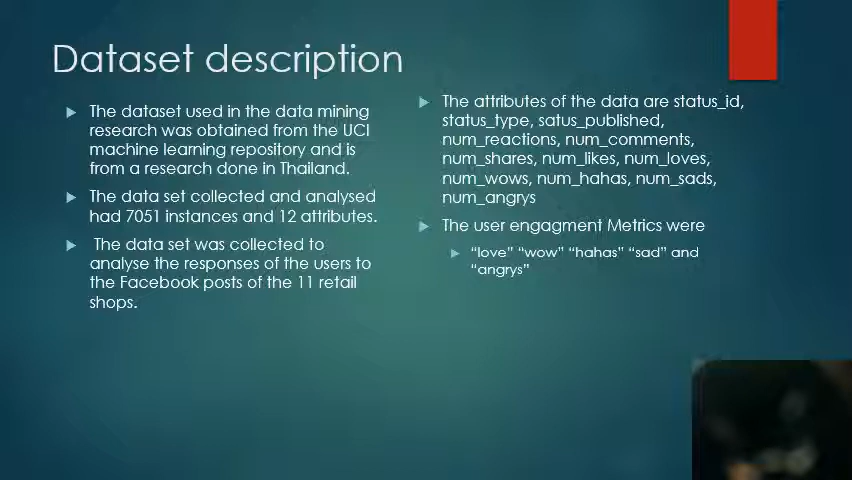 Dataset description
The dataset used in the data mining
research was obtained from the UCI
machine learning repository and is
from a research done in Thailand.
The data set collected and analysed
had 7051 instances and 12 attributes.
The data set was collected to
analyse the responses of the users to
the Facebook posts of the 11 retail
shops.
The attributes of the data are status_id,
status_type, satus_published,
num_reactions, num_comments,
num_shares, num_likes, num_loves,
num_wows, num_hahas, num_sads,
num_angrys
The user engagment Metrics were
“love” “wow” “hahas” “sad” and
“angrys”